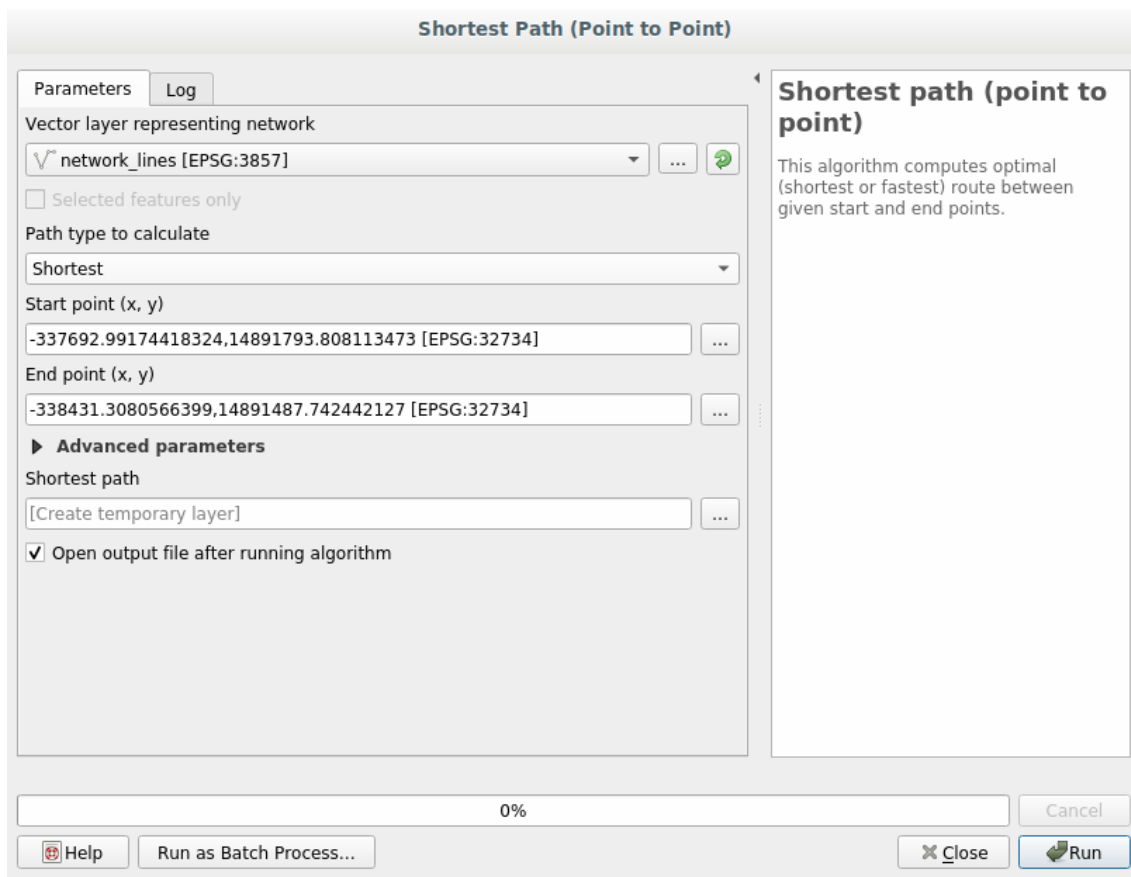 Shortest Path (Point to Point)
Parameters
Log
Vector layer representing network
network_lines [EPSG:3857]
...
Selected features only
Path type to calculate
Shortest
Start point (x, y)
-337692.99174418324,14891793.808113473 [EPSG:32734]
...
End point (x, y)
-338431.3080566399,14891487.742442127 [EPSG:32734]
...
Advanced parameters
Shortest path
[Create temporary layer]
...
Open output file after running algorithm
Shortest path (point to
point)
This algorithm computes optimal
(shortest or fastest) route between
given start and end points.
0%
Cancel
Help
Run as Batch Process...
Close
Run